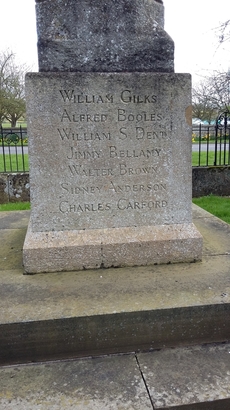 William Gilks
Alfred Booles
William S. Dent
Jimmy Bellamy
Walter Brown
Sidney Anderson
Charles Carford